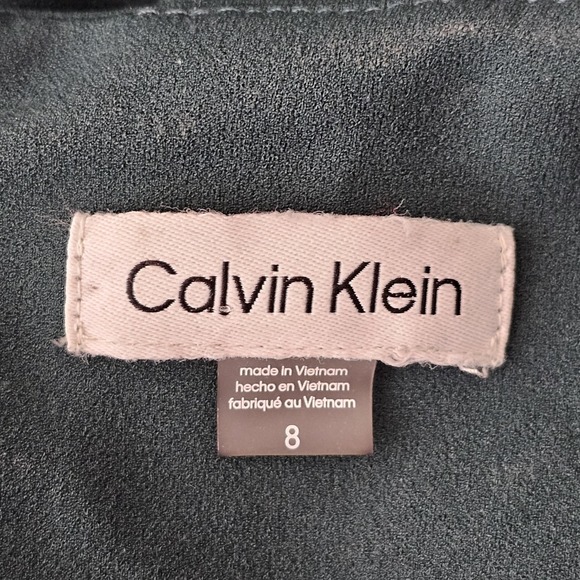 Calvin Klein
made in Vietnam
hecho en Vietnam
fabriqué au Vietnam
8